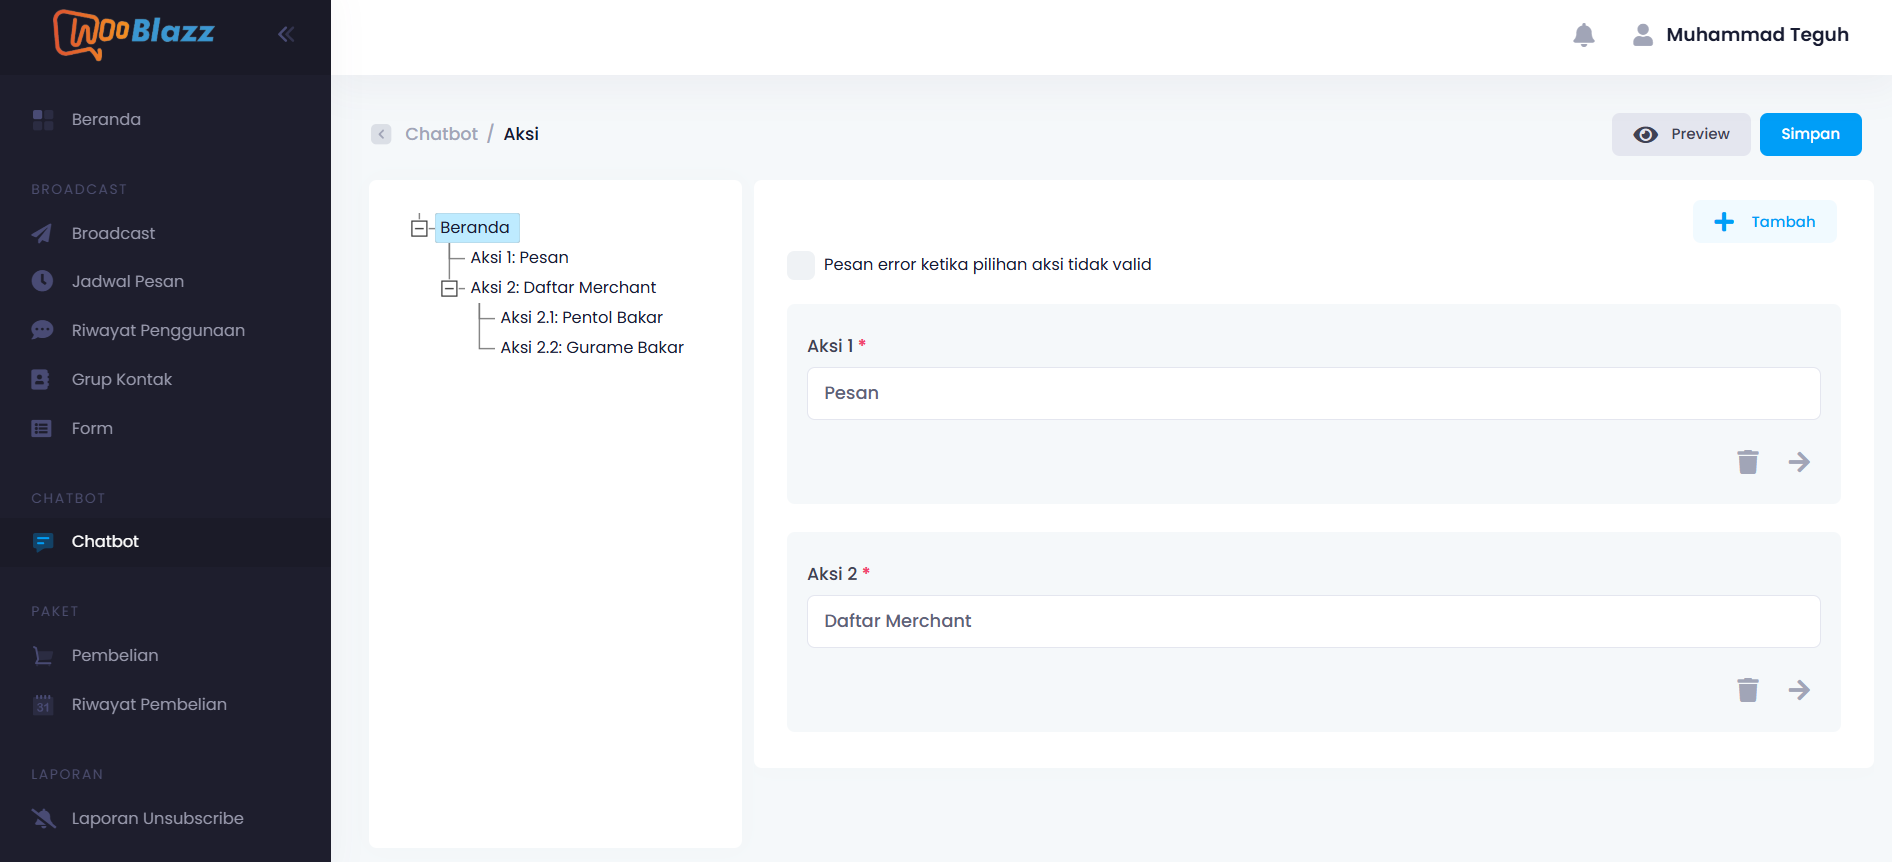 WOO Blazz
Muhammad Teguh
Beranda
BROADCAST
Broadcast
Jadwal Pesan
Riwayat Penggunaan
Grup Kontak
Form
CHATBOT
Chatbot
PAKET
Pembelian
31
Riwayat Pembelian
LAPORAN
Laporan Unsubscribe
Chatbot / Aksi
Preview
Simpan
Beranda
Aksi 1: Pesan
Aksi 2: Daftar Merchant
Aksi 2.1: Pentol Bakar
Aksi 2.2: Gurame Bakar
Tambah
Pesan error ketika pilihan aksi tidak valid
Aksi 1 *
Pesan
Aksi 2 *
Daftar Merchant